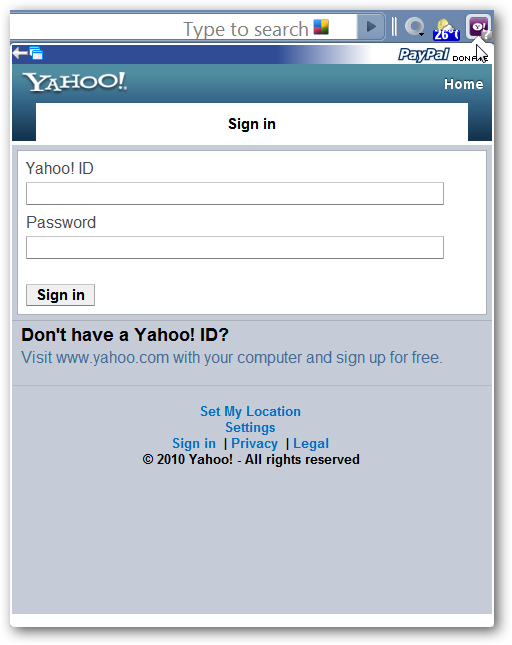 Type to search
26°
Y!
PayPal DONATE
YAHOO!
Home
Sign in
Yahoo! ID
Password
Sign in
Don't have a Yahoo! ID?
Visit www.yahoo.com with your computer and sign up for free.
Set My Location
Settings
Sign in | Privacy | Legal
© 2010 Yahoo! - All rights reserved